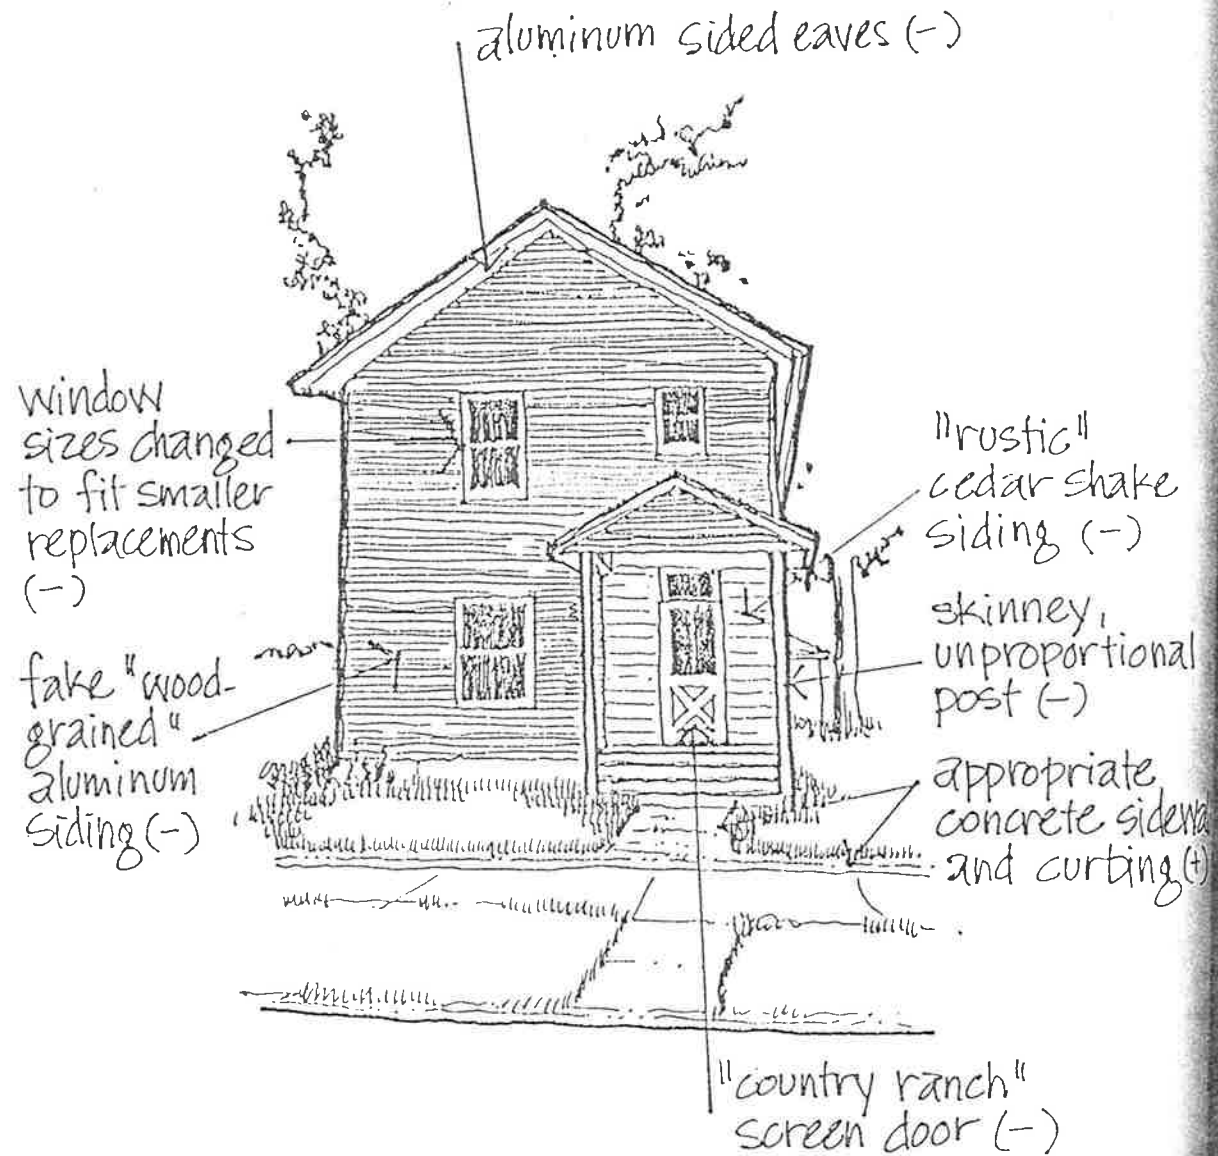 aluminum sided eaves (-)
window
sizes changed
to fit smaller
replacements
(-)
fake "wood-
grained"
aluminum
siding (-)
"rustic"
cedar shake
siding (-)
skinney,
unproportional
post (-)
appropriate
concrete sidewa
and curbing (+)
"country ranch"
screen door (-)